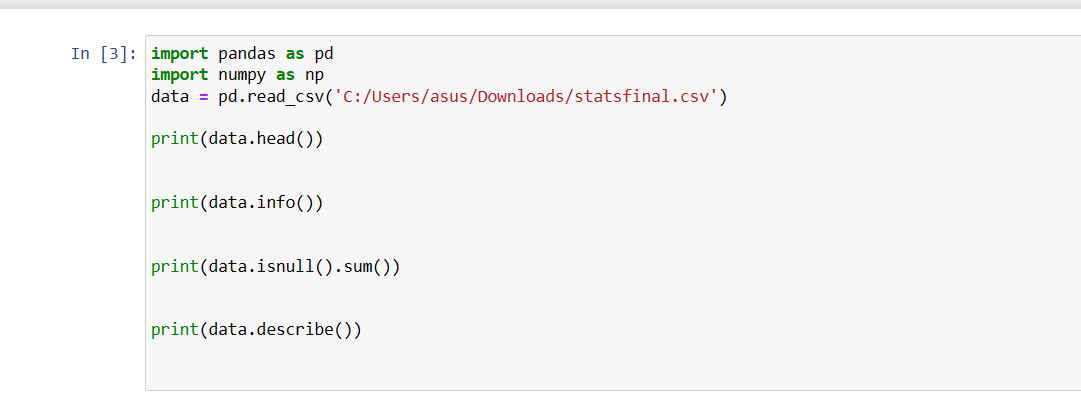 In [3]: import pandas as pd
import numpy as np
data = pd.read_csv('C:/Users/asus/Downloads/statsfinal.csv')
print(data.head())
print(data.info())
print(data.isnull().sum())
print(data.describe())